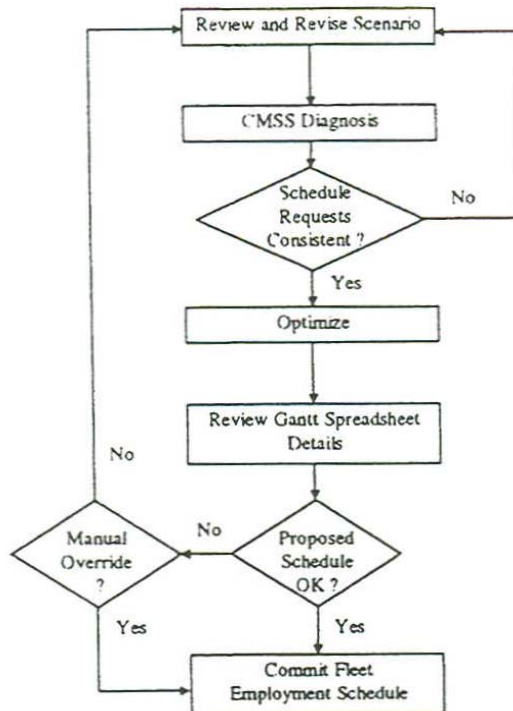 Review and Revise Scenario
CMSS Diagnosis
Schedule
Requests
Consistent ?
No
Yes
Optimize
Review Gantt Spreadsheet
Details
No
Manual
Override
?
No
Proposed
Schedule
OK ?
Yes
Yes
Commit Fleet
Employment Schedule